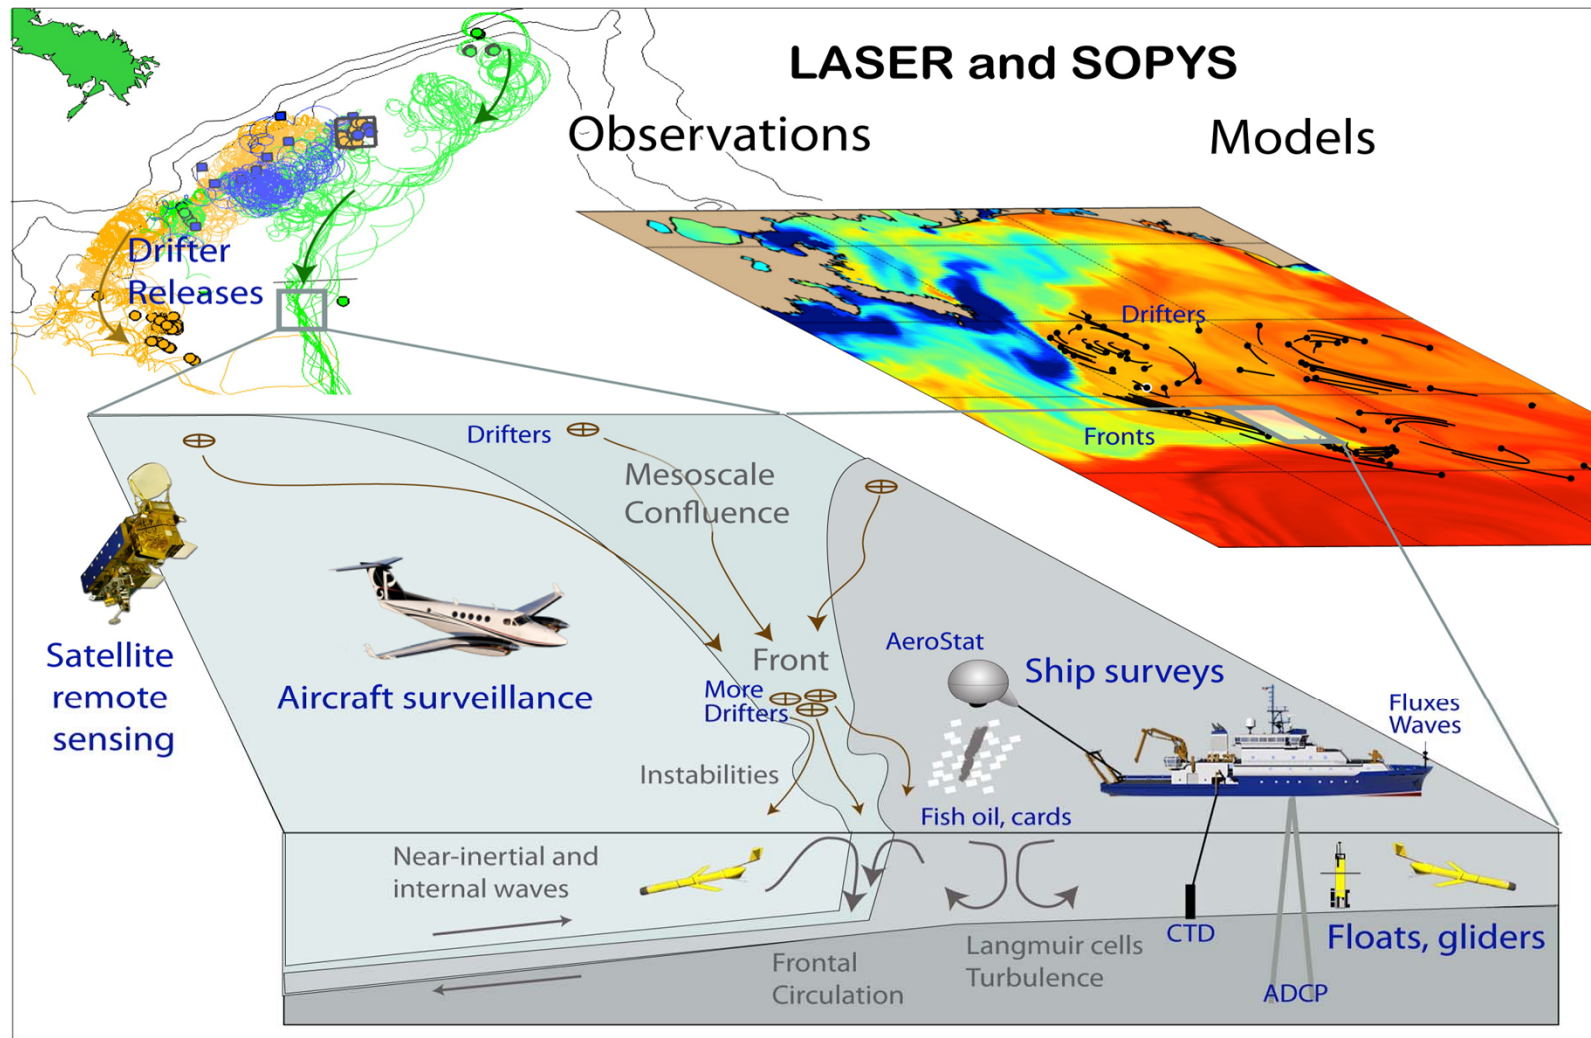 LASER and SOPYS
Observations
Models
Drifter
Releases
Drifters
Fronts
Drifters
Mesoscale
Confluence
Satellite
remote
sensing
Aircraft surveillance
Front
More
Drifters
Instabilities
AeroStat
Ship surveys
Fluxes
Waves
Fish oil, cards
Near-inertial and
internal waves
Frontal
Circulation
Langmuir cells
Turbulence
CTD
ADCP
Floats, gliders